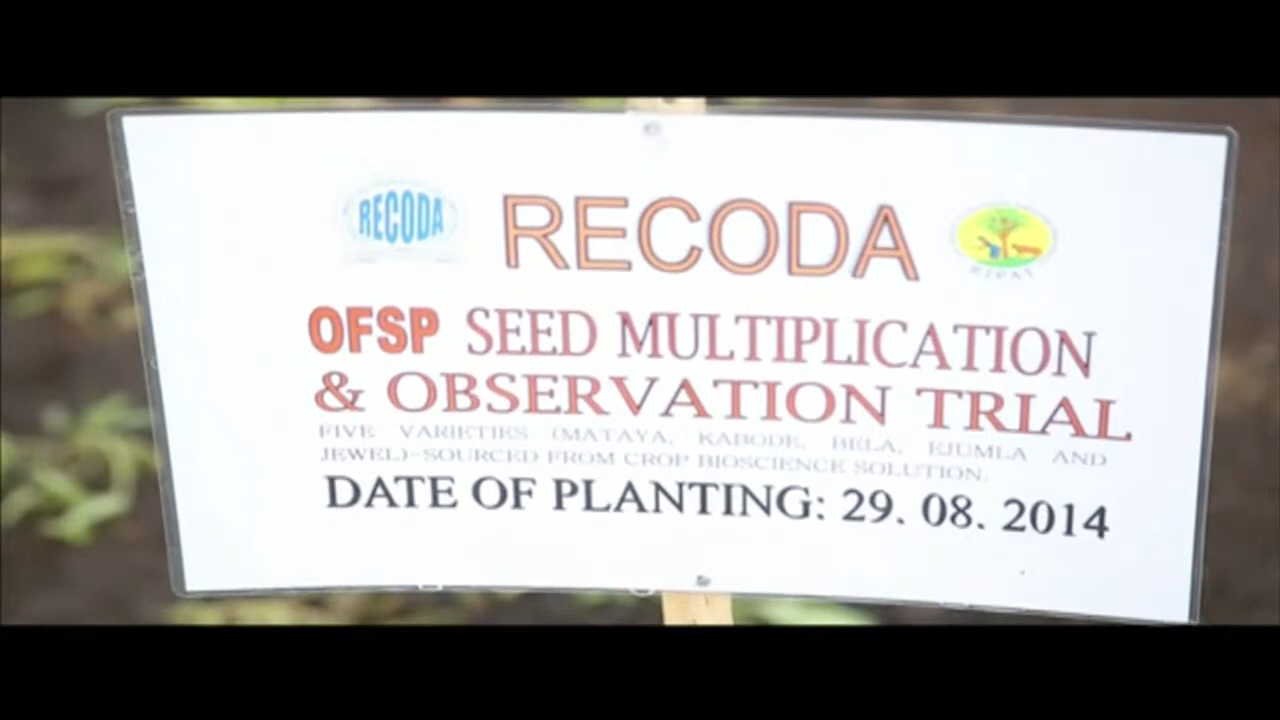 RECODA RECODA RIPAT
OFSP SEED MULTIPLICATION
& OBSERVATION TRIAL
FIVE VARIETIES (MATAYA, KABODE, BELA, EJUMLA AND
JEWEL)-SOURCED FROM CROP BIOSCIENCE SOLUTION.
DATE OF PLANTING: 29. 08. 2014